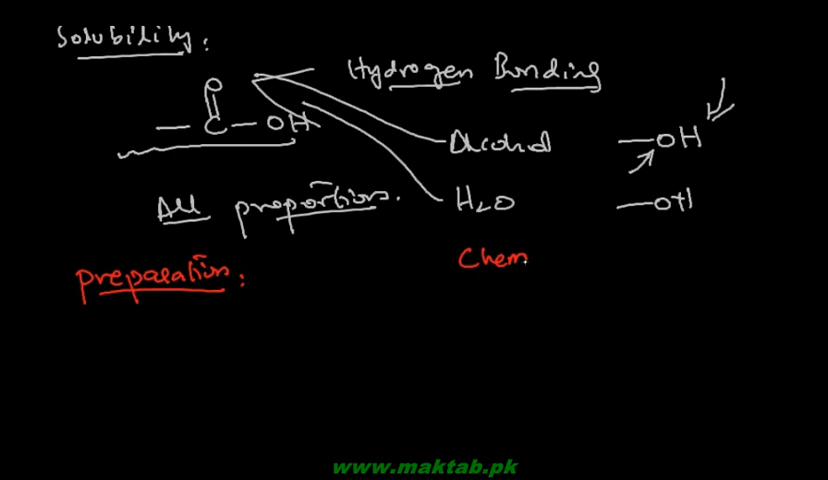 Solubility:
Hydrogen Bonding
O
— C — OH
Alcohol — OH
All proportions. H2O — OH
Preparation: Chem
www.maktab.pk